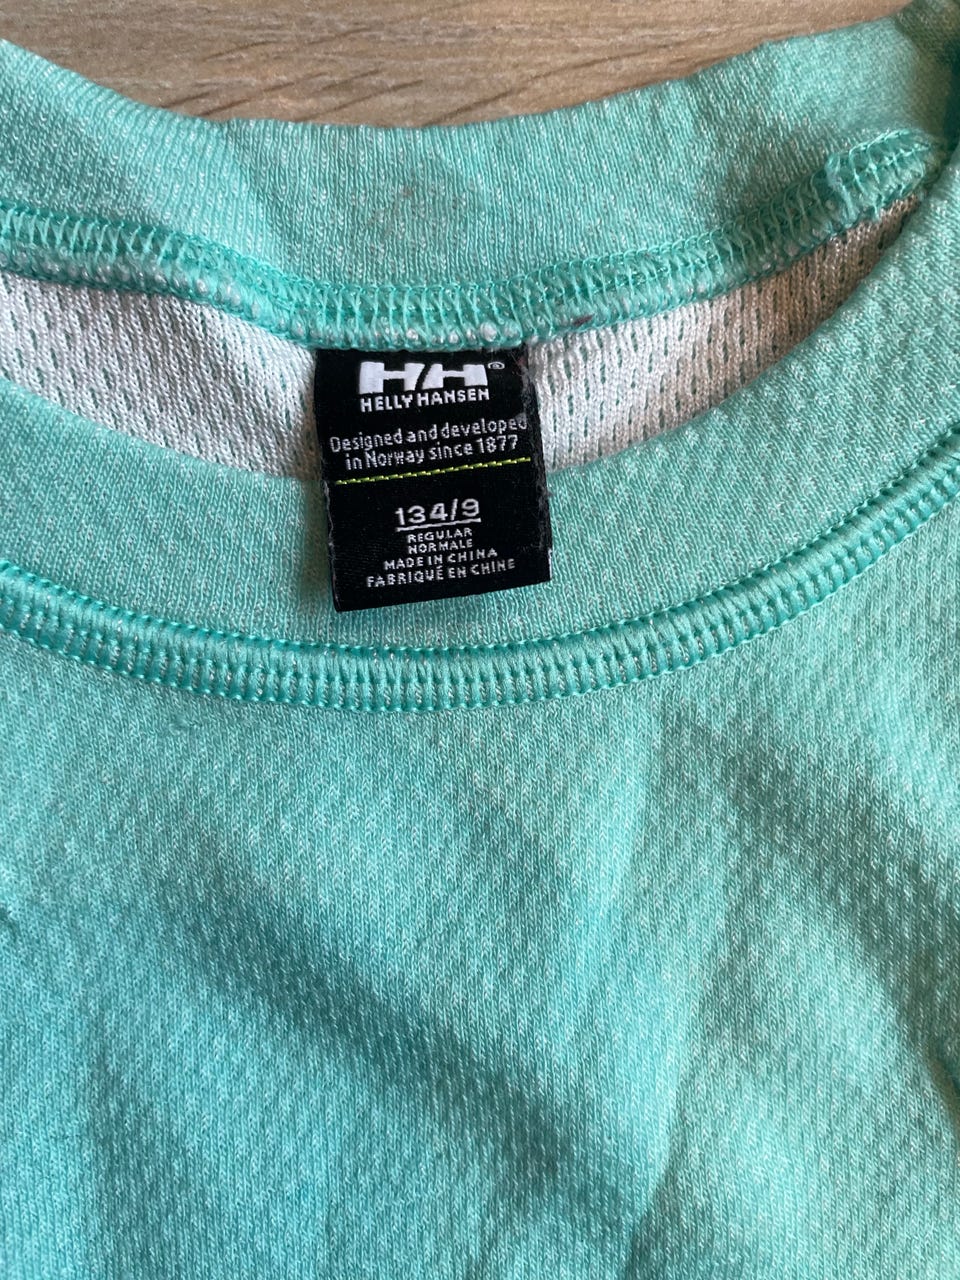 HH®
HELLY HANSEN
Designed and developed
in Norway since 1877
134/9
REGULAR
NORMALE
MADE IN CHINA
FABRIQUÉ EN CHINE